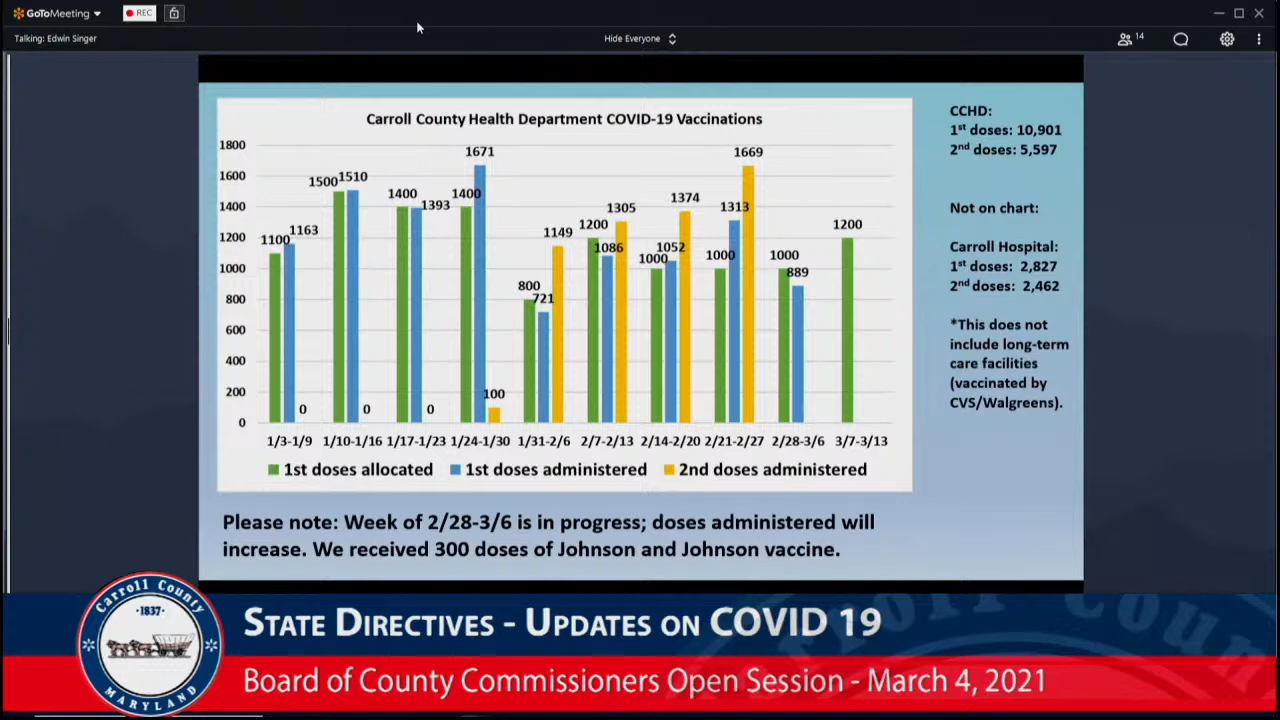 GoToMeeting
REC
Talking: Edwin Singer
Hide Everyone
14
Carroll County Health Department COVID-19 Vaccinations
1800
1600
1400
1200
1000
800
600
400
200
0
1100
1163
0
1500
1510
0
1400
1393
0
1400
1671
100
800
721
1149
1200
1086
1305
1000
1052
1374
1000
1313
1669
1000
889
1200
1/3-1/9
1/10-1/16
1/17-1/23
1/24-1/30
1/31-2/6
2/7-2/13
2/14-2/20
2/21-2/27
2/28-3/6
3/7-3/13
1st doses allocated
1st doses administered
2nd doses administered
CCHD:
1st doses: 10,901
2nd doses: 5,597
Not on chart:
Carroll Hospital:
1st doses: 2,827
2nd doses: 2,462
*This does not
include long-term
care facilities
(vaccinated by
CVS/Walgreens).
Please note: Week of 2/28-3/6 is in progress; doses administered will
increase. We received 300 doses of Johnson and Johnson vaccine.
Carroll County
1837
MARYLAND
STATE DIRECTIVES - UPDATES ON COVID 19
Board of County Commissioners Open Session - March 4, 2021